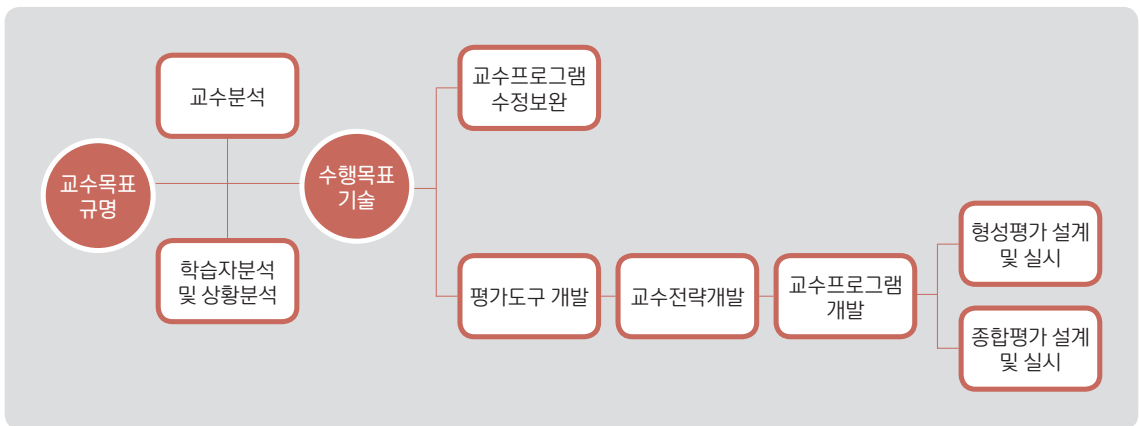 교수목표
규명
교수분석
학습자분석
및 상황분석
수행목표
기술
교수프로그램
수정보완
평가도구 개발
교수전략개발
교수프로그램
개발
형성평가 설계
및 실시
종합평가 설계
및 실시